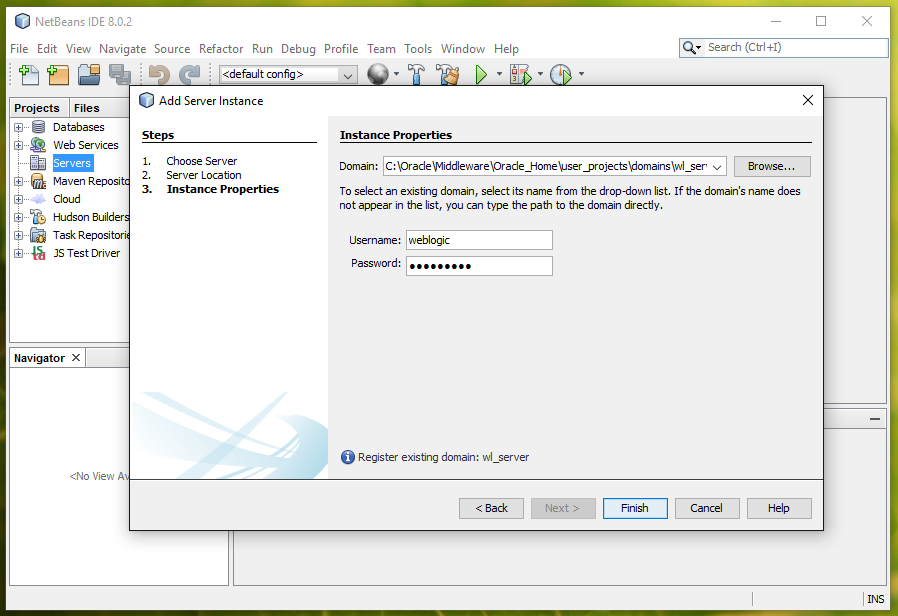 NetBeans IDE 8.0.2
File Edit View Navigate Source Refactor Run Debug Profile Team Tools Window Help
Search (Ctrl+I)
<default config>
Projects Files
Databases
Web Services
Servers
Maven Reposito
Cloud
Hudson Builders
Task Repositorie
JS Test Driver
Navigator
<No View Av
Add Server Instance
Steps
1. Choose Server
2. Server Location
3. Instance Properties
Instance Properties
Domain: C:\Oracle\Middleware\Oracle_Home\user_projects\domains\wl_ser Browse...
To select an existing domain, select its name from the drop-down list. If the domain's name does
not appear in the list, you can type the path to the domain directly.
Username: weblogic
Password: ●●●●●●●●●
Register existing domain: wl_server
< Back Next > Finish Cancel Help
INS